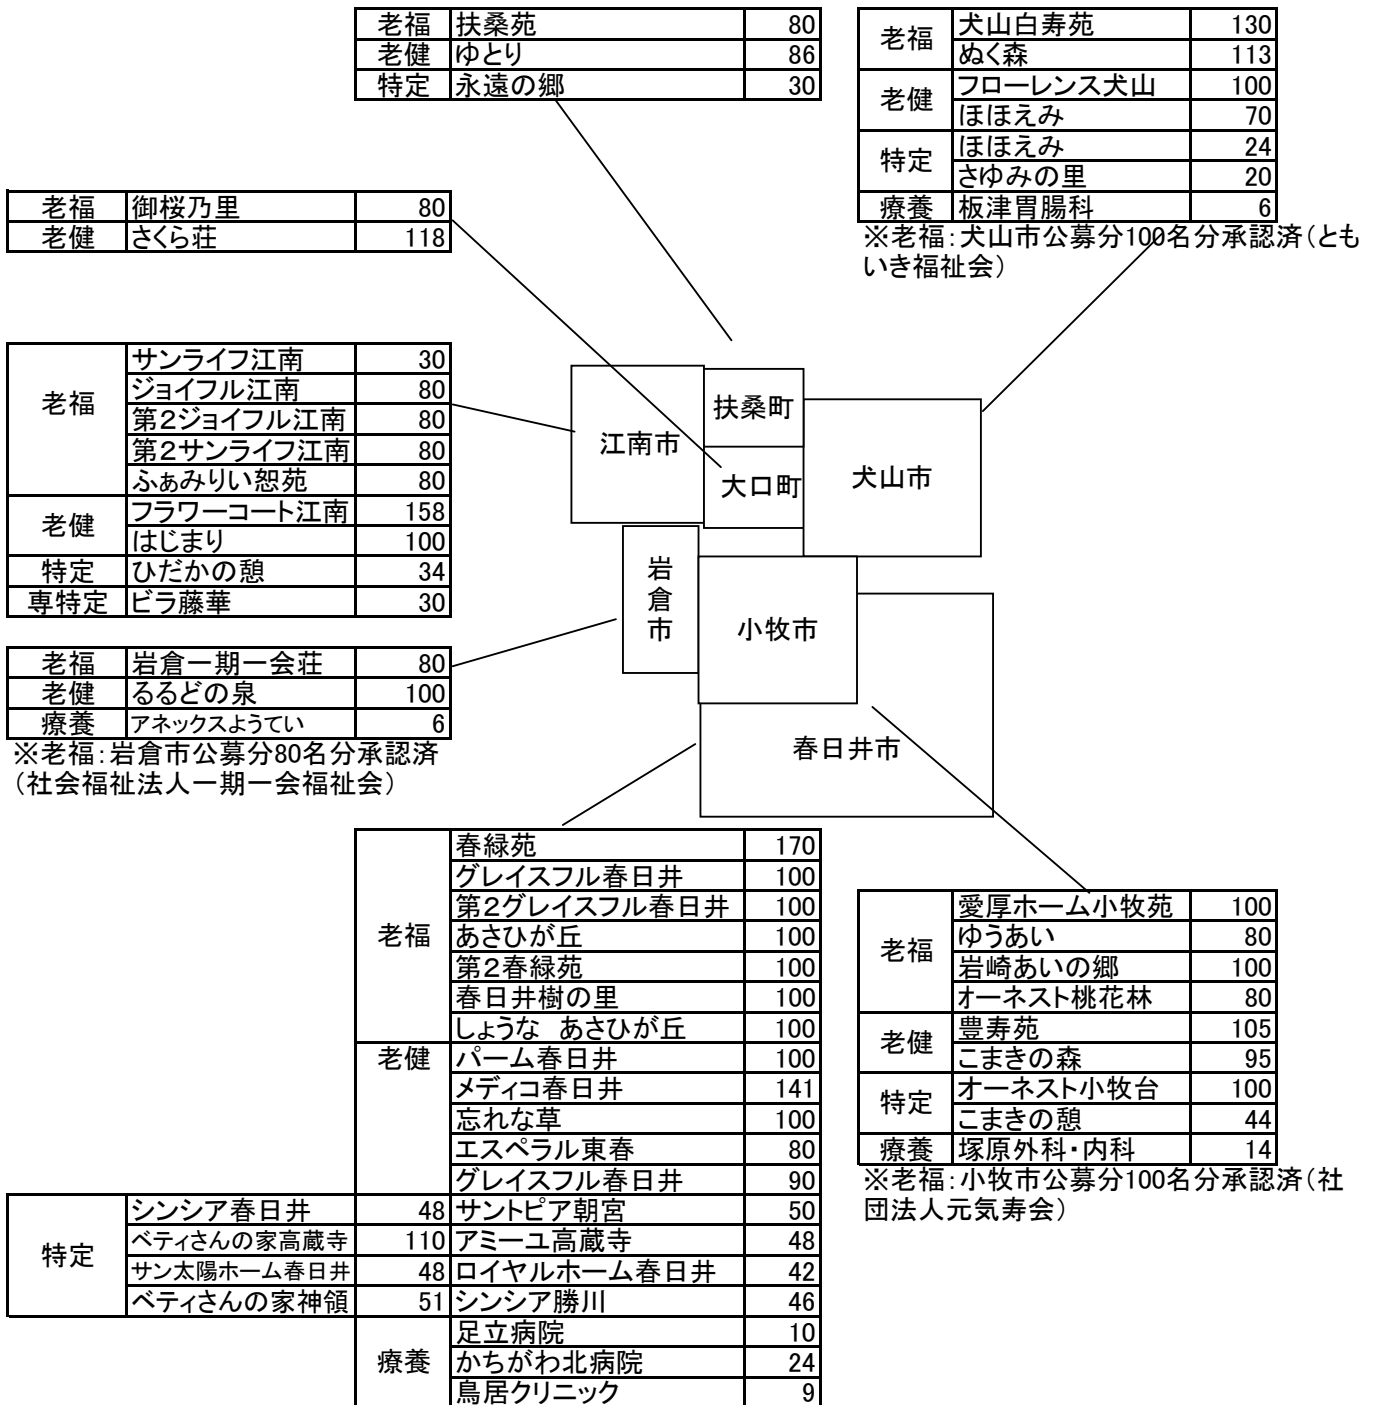 老福 扶桑苑 80
老健 ゆとり 86
特定 永遠の郷 30
老福 犬山白寿苑 130
ぬく森 113
老健 フローレンス犬山 100
ほほえみ 70
特定 ほほえみ 24
さゆみの里 20
療養 板津胃腸科 6
※老福:犬山市公募分100名分承認済(とも
いき福祉会)
老福 御桜乃里 80
老健 さくら荘 118
老福 サンライフ江南 30
ジョイフル江南 80
第2ジョイフル江南 80
第2サンライフ江南 80
ふぁみりい恕苑 80
老健 フラワーコート江南 158
はじまり 100
特定 ひだかの憩 34
専特定 ビラ藤華 30
扶桑町
江南市
大口町
犬山市
岩倉市
小牧市
春日井市
老福 岩倉一期一会荘 80
老健 るるどの泉 100
療養 アネックスようてい 6
※老福:岩倉市公募分80名分承認済
(社会福祉法人一期一会福祉会)
老福 春緑苑 170
グレイスフル春日井 100
第2グレイスフル春日井 100
あさひが丘 100
第2春緑苑 100
春日井樹の里 100
しょうな あさひが丘 100
老健 パーム春日井 100
メディコ春日井 141
忘れな草 100
エスペラル東春 80
グレイスフル春日井 90
特定 シンシア春日井 48 サントピア朝宮 50
ベティさんの家高蔵寺 110 アミーユ高蔵寺 48
サン太陽ホーム春日井 48 ロイヤルホーム春日井 42
ベティさんの家神領 51 シンシア勝川 46
療養 足立病院 10
かちがわ北病院 24
鳥居クリニック 9
老福 愛厚ホーム小牧苑 100
ゆうあい 80
岩崎あいの郷 100
オーネスト桃花林 80
老健 豊寿苑 105
こまきの森 95
特定 オーネスト小牧台 100
こまきの憩 44
療養 塚原外科・内科 14
※老福:小牧市公募分100名分承認済(社
団法人元気寿会)